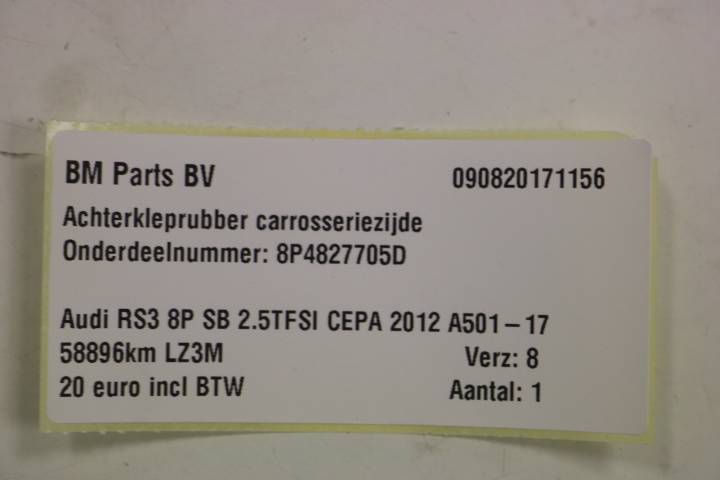 BM Parts BV 090820171156
Achterkleprubber carrosseriezijde
Onderdeelnummer: 8P4827705D
Audi RS3 8P SB 2.5TFSI CEPA 2012 A501-17
58896km LZ3M Verz: 8
20 euro incl BTW Aantal: 1